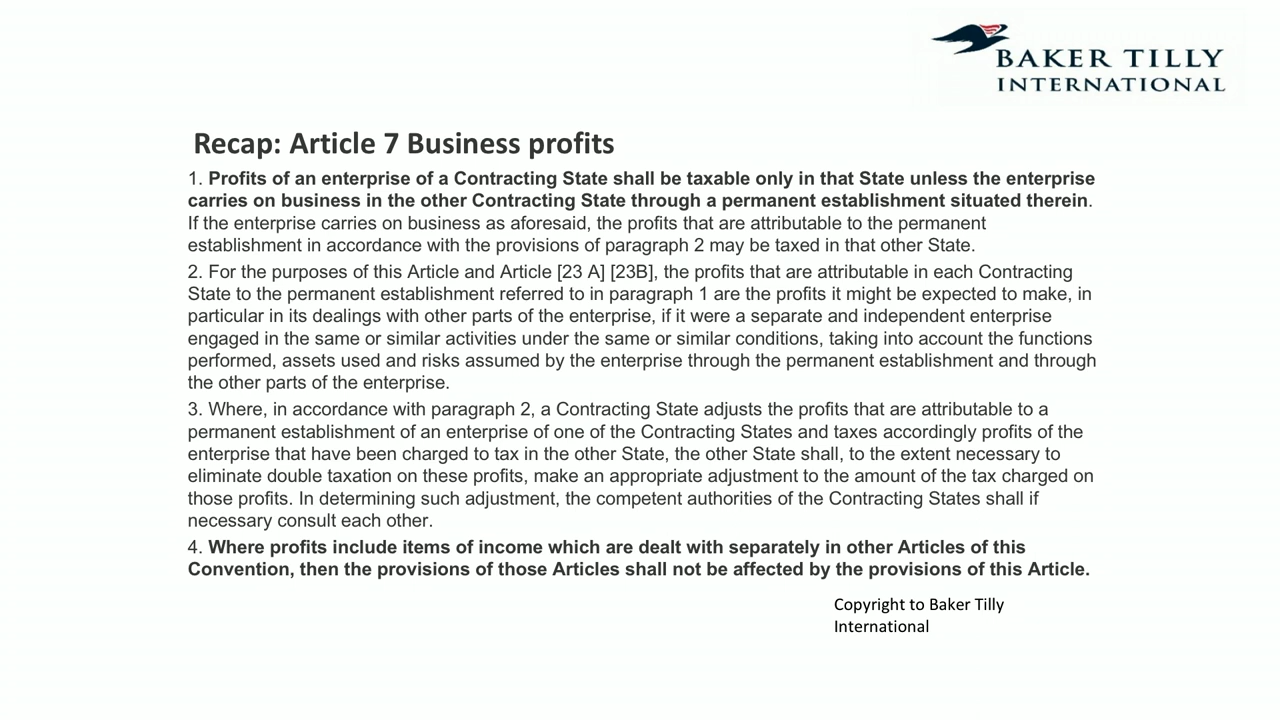 BAKER TILLY
INTERNATIONAL
Recap: Article 7 Business profits
1. Profits of an enterprise of a Contracting State shall be taxable only in that State unless the enterprise
carries on business in the other Contracting State through a permanent establishment situated therein.
If the enterprise carries on business as aforesaid, the profits that are attributable to the permanent
establishment in accordance with the provisions of paragraph 2 may be taxed in that other State.
2. For the purposes of this Article and Article [23 A] [23B], the profits that are attributable in each Contracting
State to the permanent establishment referred to in paragraph 1 are the profits it might be expected to make, in
particular in its dealings with other parts of the enterprise, if it were a separate and independent enterprise
engaged in the same or similar activities under the same or similar conditions, taking into account the functions
performed, assets used and risks assumed by the enterprise through the permanent establishment and through
the other parts of the enterprise.
3. Where, in accordance with paragraph 2, a Contracting State adjusts the profits that are attributable to a
permanent establishment of an enterprise of one of the Contracting States and taxes accordingly profits of the
enterprise that have been charged to tax in the other State, the other State shall, to the extent necessary to
eliminate double taxation on these profits, make an appropriate adjustment to the amount of the tax charged on
those profits. In determining such adjustment, the competent authorities of the Contracting States shall if
necessary consult each other.
4. Where profits include items of income which are dealt with separately in other Articles of this
Convention, then the provisions of those Articles shall not be affected by the provisions of this Article.
Copyright to Baker Tilly
International